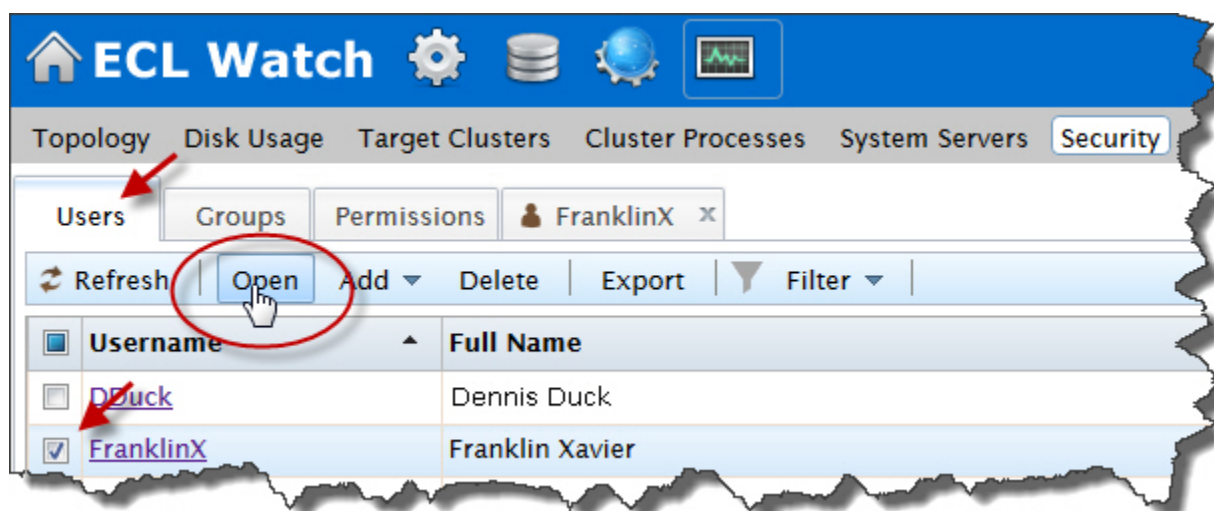 ECL Watch
Topology Disk Usage Target Clusters Cluster Processes System Servers Security
Users Groups Permissions FranklinX x
Refresh Open Add Delete Export Filter
Username Full Name
DDuck Dennis Duck
FranklinX Franklin Xavier